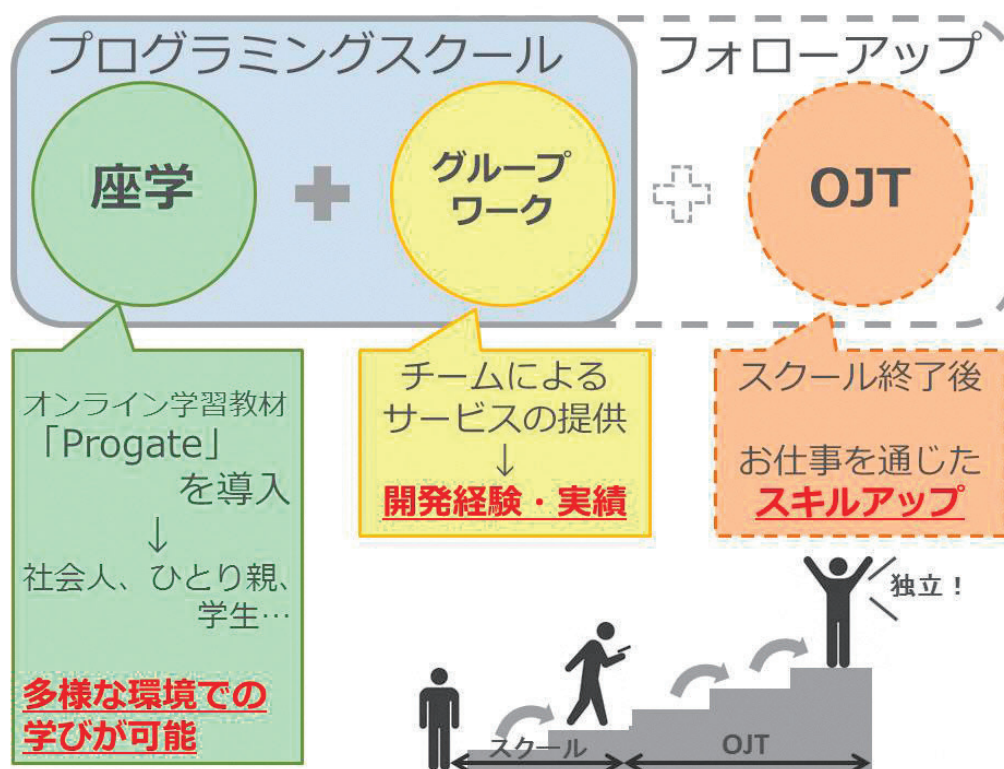 プログラミングスクール
フォローアップ
座学
グループ
ワーク
OJT
オンライン学習教材
「Progate」
を導入
↓
社会人、ひとり親、
学生…
多様な環境での
学びが可能
チームによる
サービスの提供
↓
開発経験・実績
スクール終了後
お仕事を通じた
スキルアップ
独立！
スクール
OJT